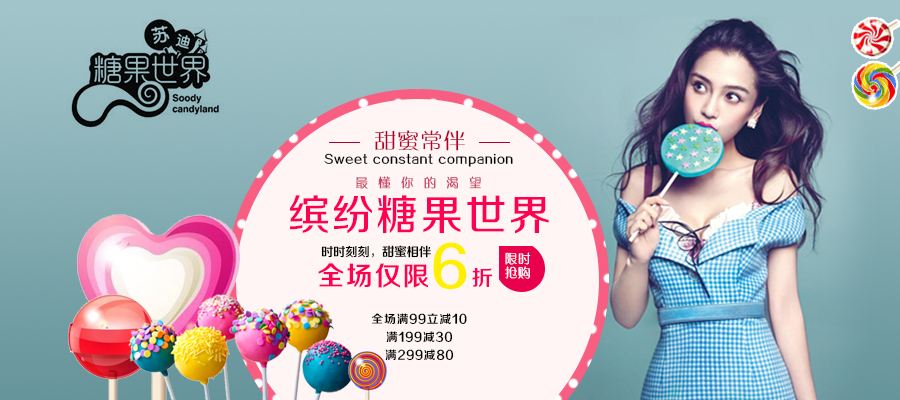 苏迪
糖果世界
Soody
candyland
甜蜜常伴
Sweet constant companion
最懂你的渴望
缤纷糖果世界
时时刻刻，甜蜜相伴
全场仅限6折
限时
抢购
全场满99立减10
满199减30
满299减80